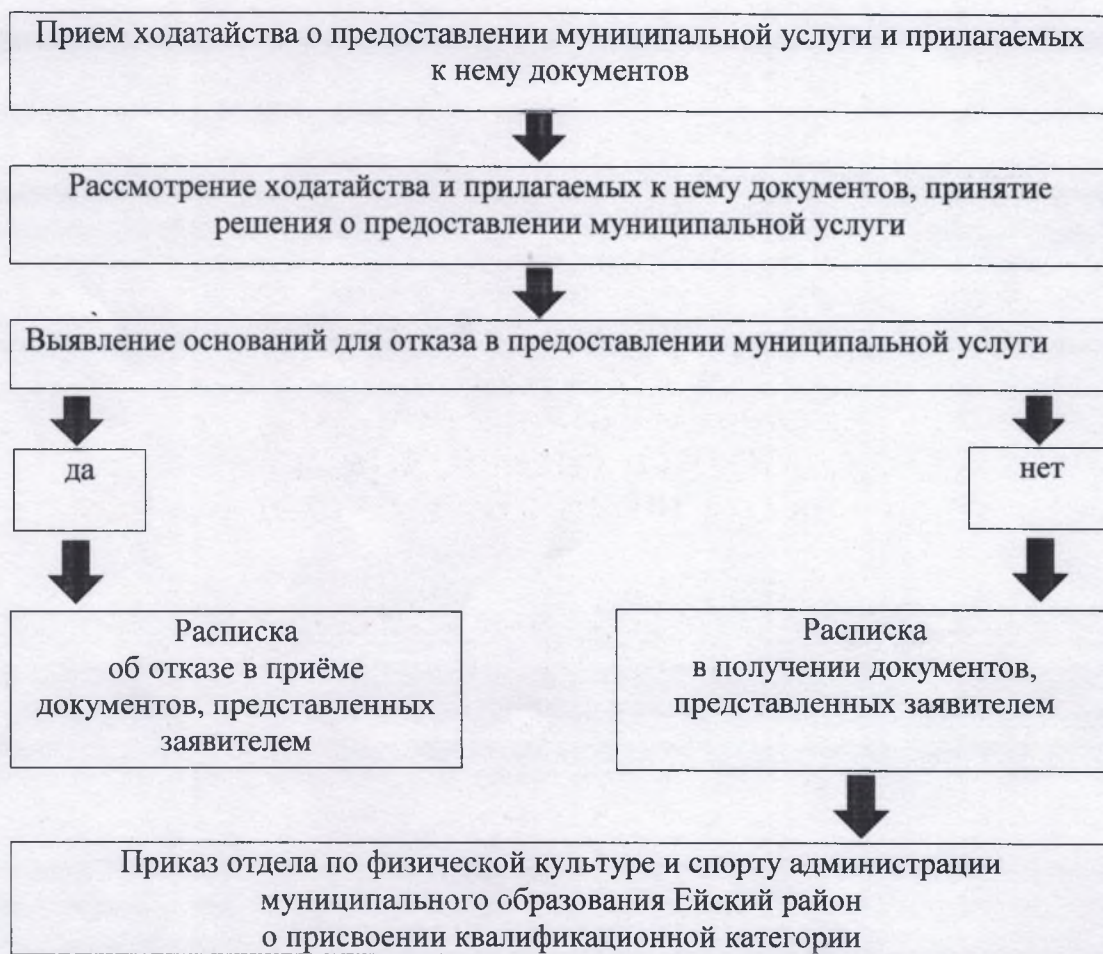 Прием ходатайства о предоставлении муниципальной услуги и прилагаемых
к нему документов
Рассмотрение ходатайства и прилагаемых к нему документов, принятие
решения о предоставлении муниципальной услуги
Выявление оснований для отказа в предоставлении муниципальной услуги
да
нет
Расписка
об отказе в приёме
документов, представленных
заявителем
Расписка
в получении документов,
представленных заявителем
Приказ отдела по физической культуре и спорту администрации
муниципального образования Ейский район
о присвоении квалификационной категории